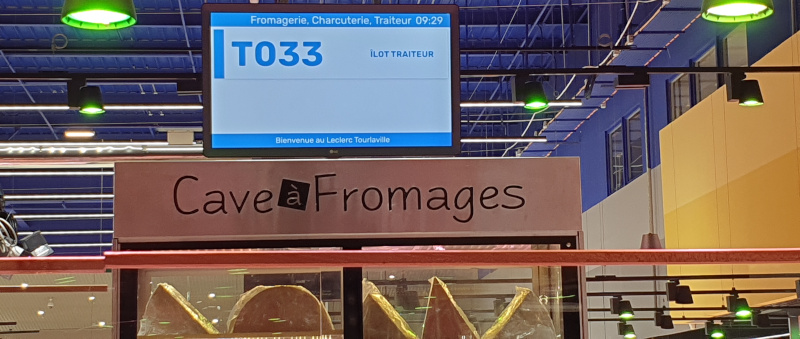 Fromagerie, Charcuterie, Traiteur 09:29
T033 ÎLOT TRAITEUR
Bienvenue au Leclerc Tourlaville
LG
Cave à Fromages